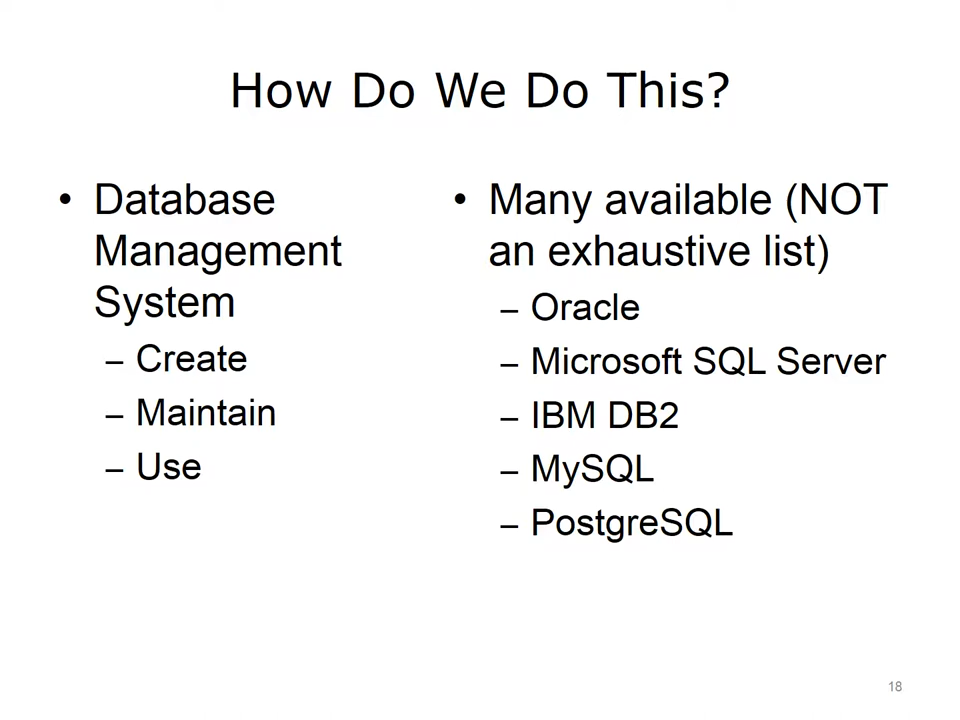 How Do We Do This?
• Database
Management
System
– Create
– Maintain
– Use
• Many available (NOT
an exhaustive list)
– Oracle
– Microsoft SQL Server
– IBM DB2
– MySQL
– PostgreSQL
18